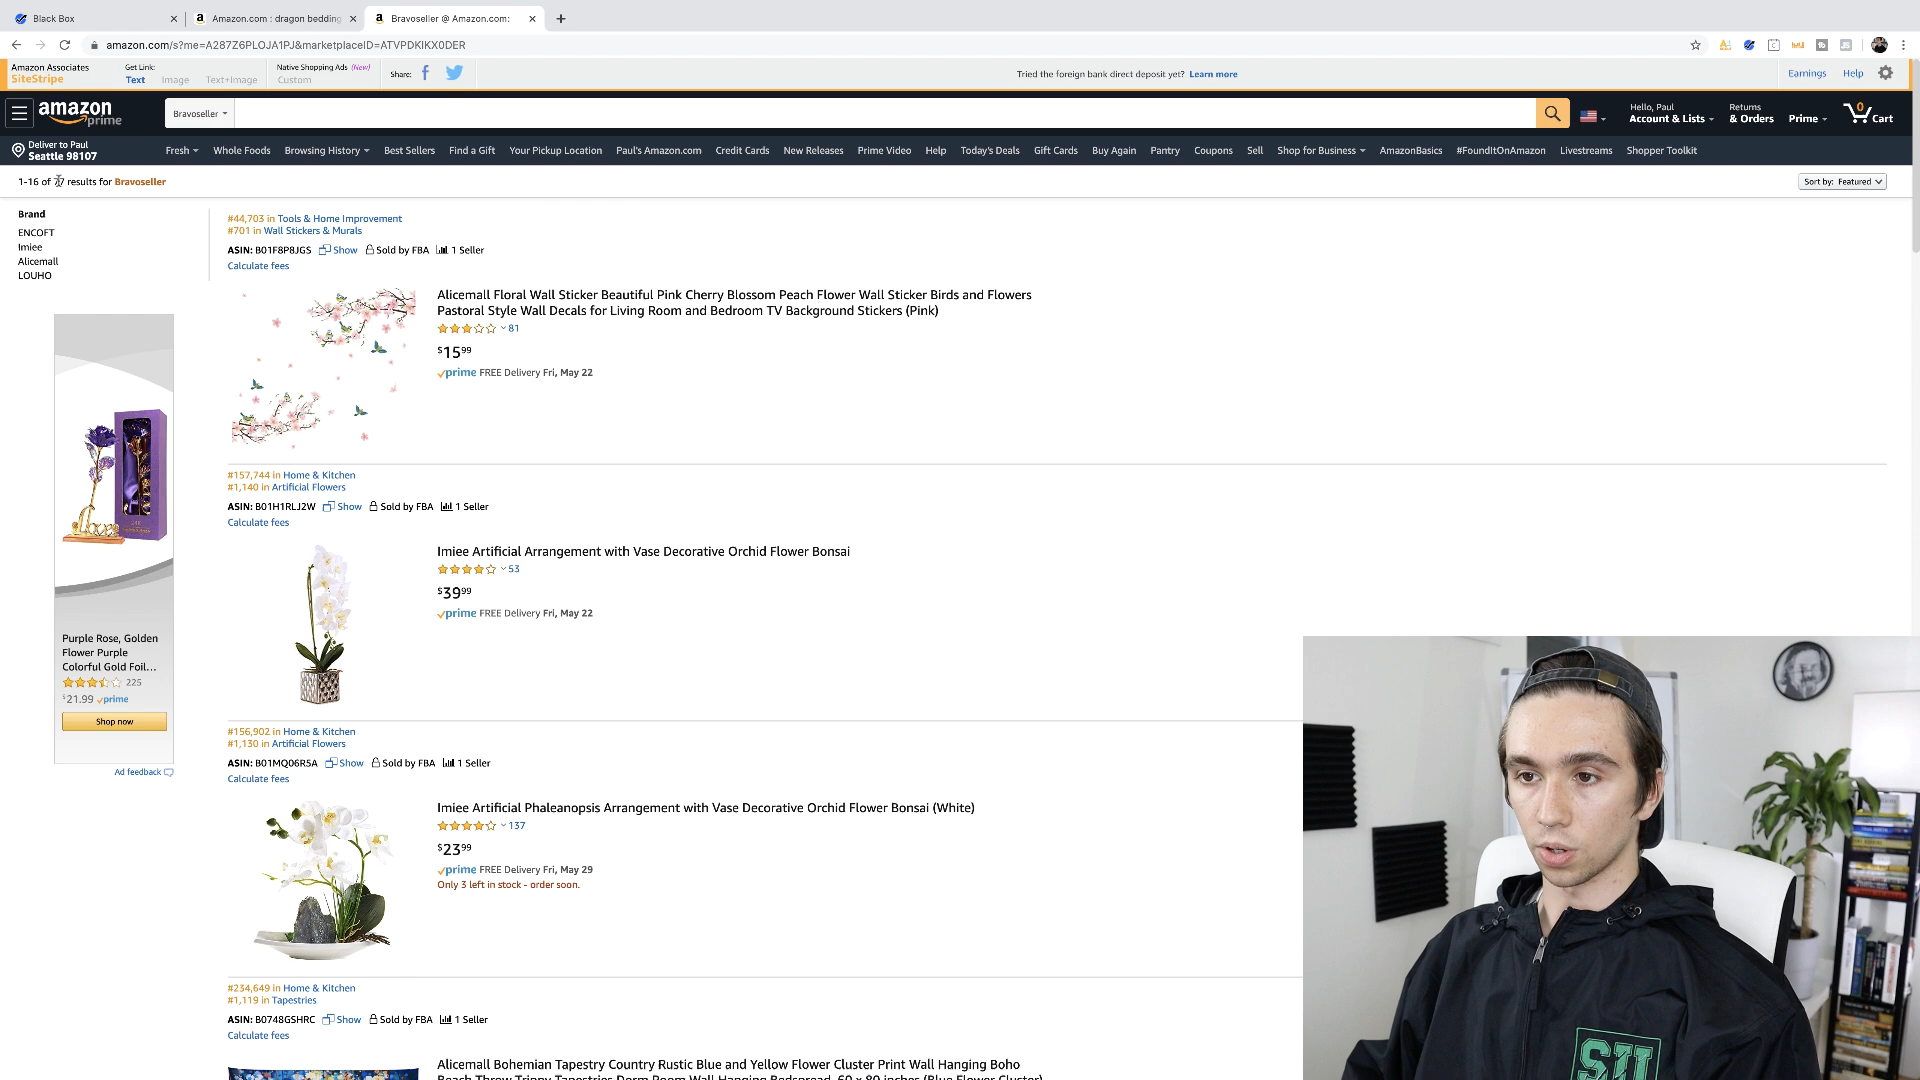 Black Box
Amazon.com : dragon bedding
Bravoseller @ Amazon.com:
amazon.com/s?me=A287Z6PLOJA1PJ&marketplaceID=ATVPDKIKX0DER
Amazon Associates
SiteStripe
Get Link:
Text Image Text+Image
Native Shopping Ads (New)
Custom
Share:
Tried the foreign bank direct deposit yet? Learn more
Earnings Help
amazon
prime
Bravoseller
Hello, Paul
Account & Lists
Returns
& Orders
Prime
0
Cart
Deliver to Paul
Seattle 98107
Fresh Whole Foods Browsing History Best Sellers Find a Gift Your Pickup Location Paul's Amazon.com Credit Cards New Releases Prime Video Help Today's Deals Gift Cards Buy Again Pantry Coupons Sell Shop for Business AmazonBasics #FoundItOnAmazon Livestreams Shopper Toolkit
1-16 of results for Bravoseller
Sort by: Featured
Brand
ENCOFT
Imiee
Alicemall
LOUHO
Purple Rose, Golden
Flower Purple
Colorful Gold Foil...
225
$21.99 prime
Shop now
Ad feedback
#44,703 in Tools & Home Improvement
#701 in Wall Stickers & Murals
ASIN: B01F8P8JGS Show Sold by FBA 1 Seller
Calculate fees
Alicemall Floral Wall Sticker Beautiful Pink Cherry Blossom Peach Flower Wall Sticker Birds and Flowers
Pastoral Style Wall Decals for Living Room and Bedroom TV Background Stickers (Pink)
81
$15 99
prime FREE Delivery Fri, May 22
#157,744 in Home & Kitchen
#1,140 in Artificial Flowers
ASIN: B01H1RLJ2W Show Sold by FBA 1 Seller
Calculate fees
Imiee Artificial Arrangement with Vase Decorative Orchid Flower Bonsai
53
$39 99
prime FREE Delivery Fri, May 22
#156,902 in Home & Kitchen
#1,130 in Artificial Flowers
ASIN: B01MQ06R5A Show Sold by FBA 1 Seller
Calculate fees
Imiee Artificial Phaleanopsis Arrangement with Vase Decorative Orchid Flower Bonsai (White)
137
$23 99
prime FREE Delivery Fri, May 29
Only 3 left in stock - order soon.
#234,649 in Home & Kitchen
#1,119 in Tapestries
ASIN: B0748GSHRC Show Sold by FBA 1 Seller
Calculate fees
Alicemall Bohemian Tapestry Country Rustic Blue and Yellow Flower Cluster Print Wall Hanging Boho
Beach Throw Trippy Tapestries Dorm Room Wall Hanging Bedspread, 60 x 80 inches (Blue Flower Cluster)